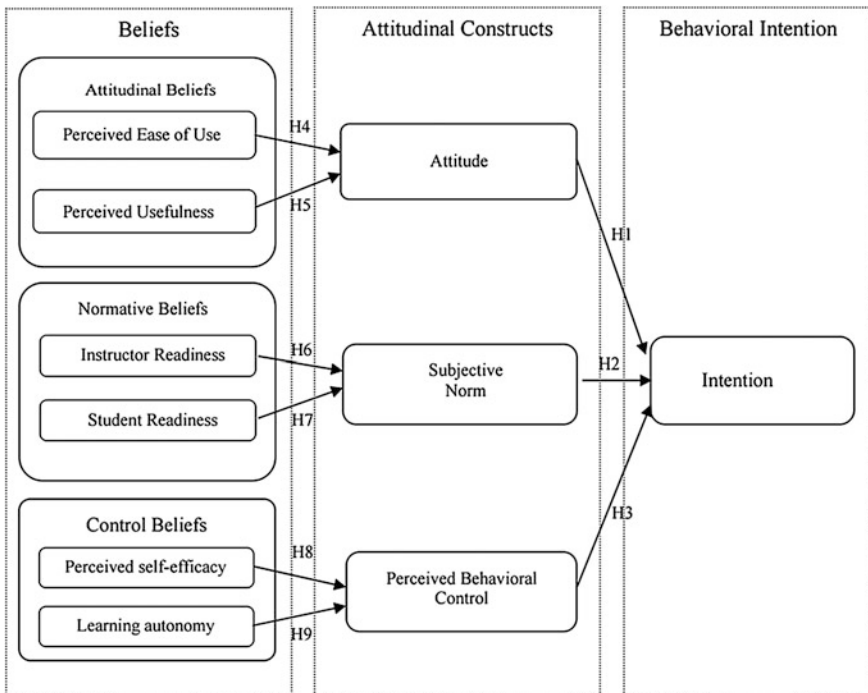 Beliefs
Attitudinal Constructs
Behavioral Intention
Attitudinal Beliefs
Perceived Ease of Use
H4
Perceived Usefulness
H5
Attitude
H1
Normative Beliefs
Instructor Readiness
H6
Student Readiness
H7
Subjective
Norm
H2
Intention
Control Beliefs
Perceived self-efficacy
H8
Learning autonomy
H9
Perceived Behavioral
Control
H3